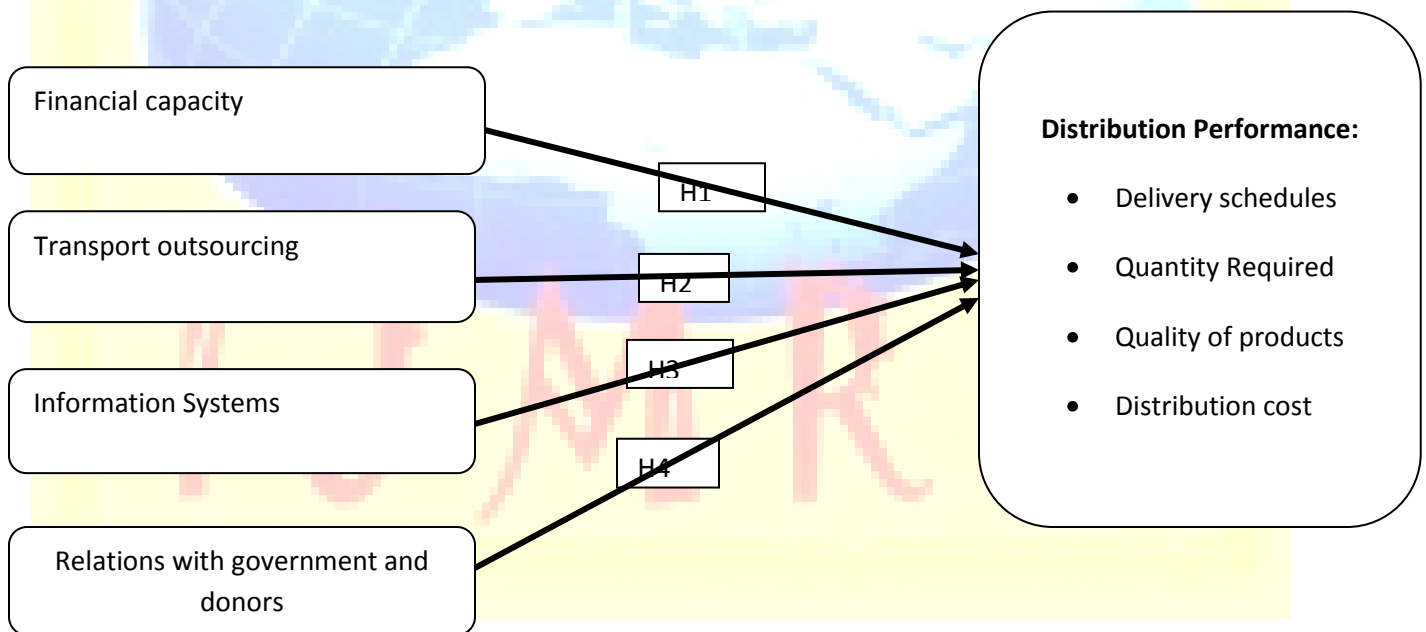 Financial capacity
Distribution Performance:
H1
• Delivery schedules
Transport outsourcing
H2
• Quantity Required
• Quality of products
H3
Information Systems
• Distribution cost
H4
Relations with government and
donors